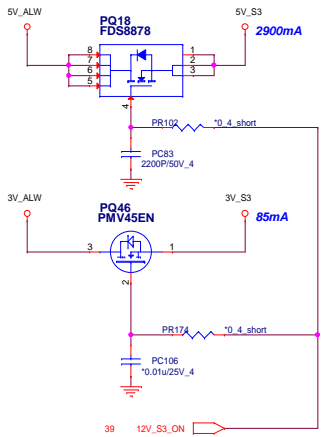 5V_ALW
5V_S3
PQ18
FDS8878
2900mA
8
7
6
5
1
2
3
4
PR102
*0_4_short
PC83
2200P/50V_4
3V_ALW
3V_S3
PQ46
PMV45EN
85mA
3
1
2
PR174
*0_4_short
PC106
*0.01u/25V_4
39
12V_S3_ON